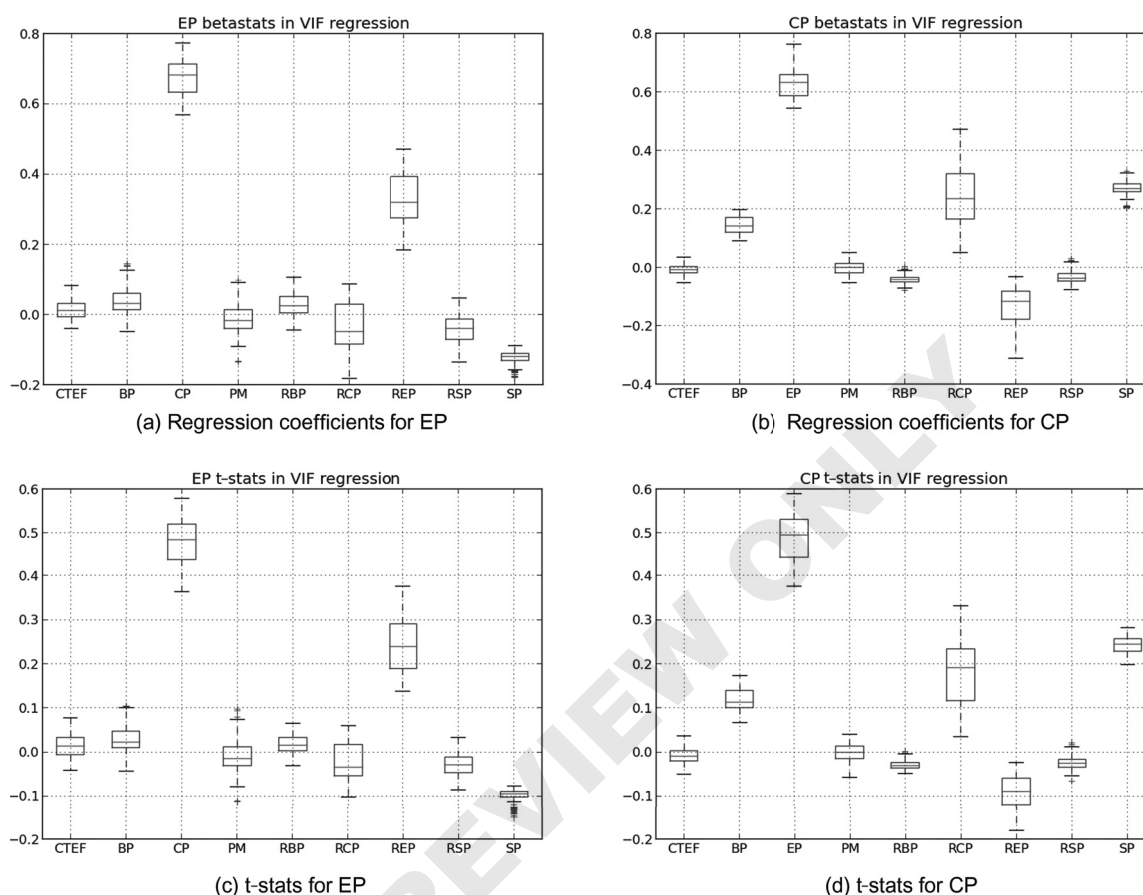 EP betastats in VIF regression
0.8
0.6
0.4
0.2
0.0
−0.2
CTEF BP CP PM RBP RCP REP RSP SP
(a) Regression coefficients for EP
CP betastats in VIF regression
0.8
0.6
0.4
0.2
0.0
−0.2
−0.4
CTEF BP EP PM RBP RCP REP RSP SP
(b) Regression coefficients for CP
EP t–stats in VIF regression
0.6
0.5
0.4
0.3
0.2
0.1
0.0
−0.1
−0.2
CTEF BP CP PM RBP RCP REP RSP SP
(c) t-stats for EP
CP t–stats in VIF regression
0.6
0.5
0.4
0.3
0.2
0.1
0.0
−0.1
−0.2
CTEF BP EP PM RBP RCP REP RSP SP
(d) t-stats for CP
REVIEW ONLY